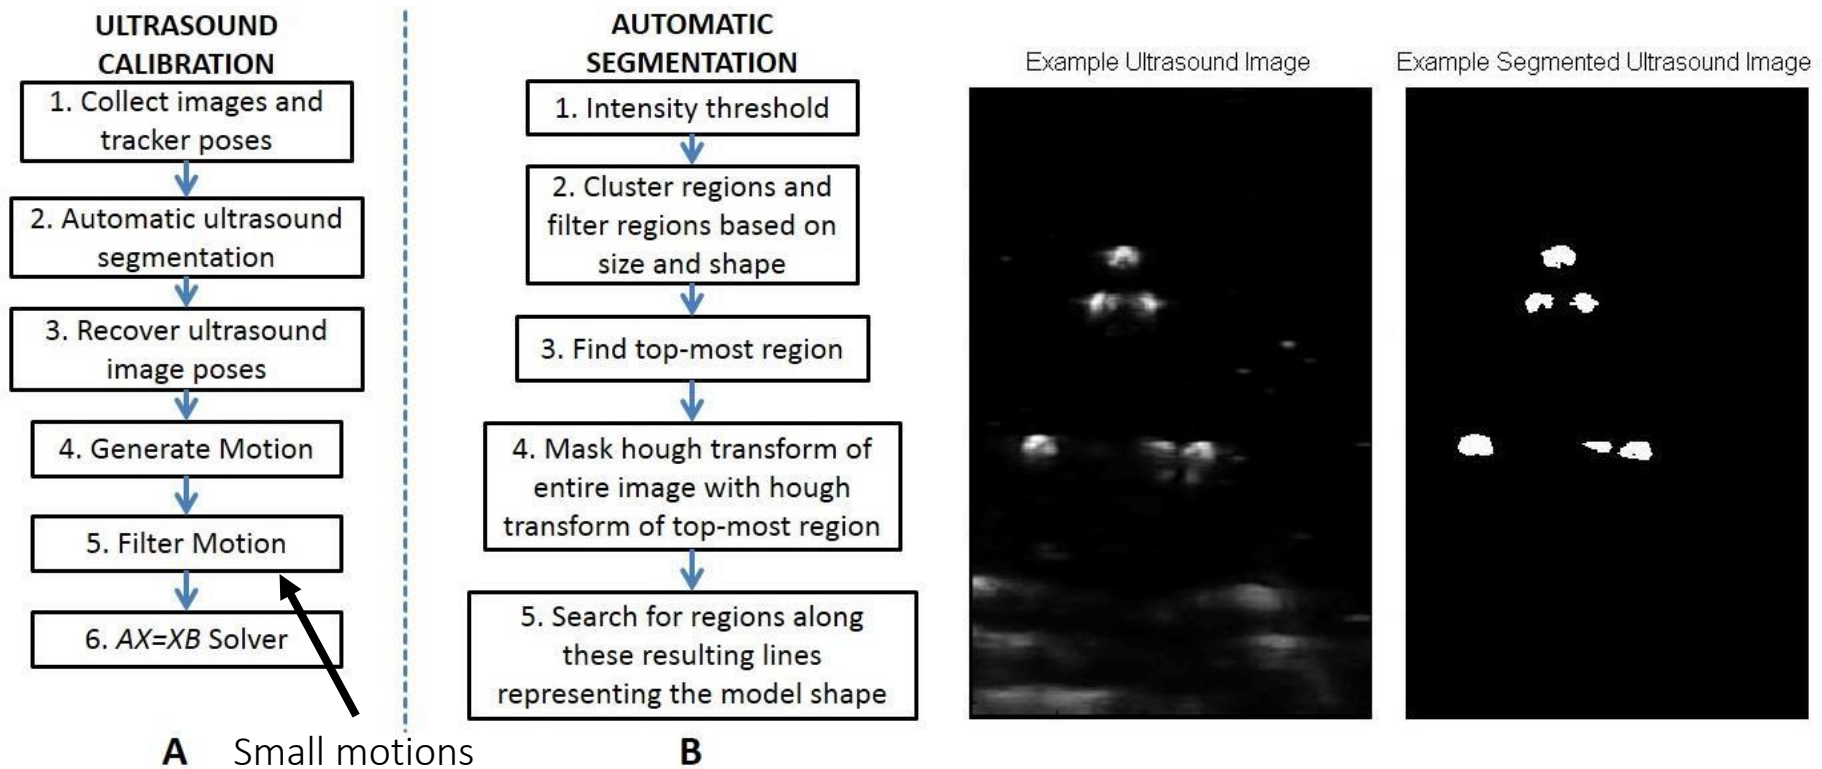 ULTRASOUND
CALIBRATION
1. Collect images and
tracker poses
2. Automatic ultrasound
segmentation
3. Recover ultrasound
image poses
4. Generate Motion
5. Filter Motion
6. AX=XB Solver
A
Small motions
AUTOMATIC
SEGMENTATION
1. Intensity threshold
2. Cluster regions and
filter regions based on
size and shape
3. Find top-most region
4. Mask hough transform of
entire image with hough
transform of top-most region
5. Search for regions along
these resulting lines
representing the model shape
B
Example Ultrasound Image
Example Segmented Ultrasound Image